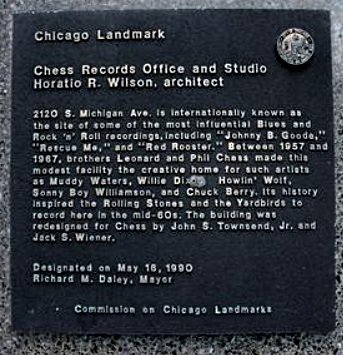 Chicago Landmark
Chess Records Office and Studio
Horatio R. Wilson, architect
2120 S. Michigan Ave. is internationally known as
the site of some of the most influential Blues and
Rock 'n' Roll recordings, including "Johnny B. Goode,"
"Rescue Me," and "Red Rooster." Between 1957 and
1967, brothers Leonard and Phil Chess made this
modest facility the creative home for such artists
as Muddy Waters, Willie Howlin' Wolf,
Sonny Boy Williamson, and Chuck Berry. Its history
inspired the Rolling Stones and the Yardbirds to
record here in the mid-60s. The building was
redesigned for Chess by John S. Townsend, Jr. and
Jack S. Wiener.
Designated on May 16, 1990
Richard M. Daley, Mayor
Commission on Chicago Landmarks